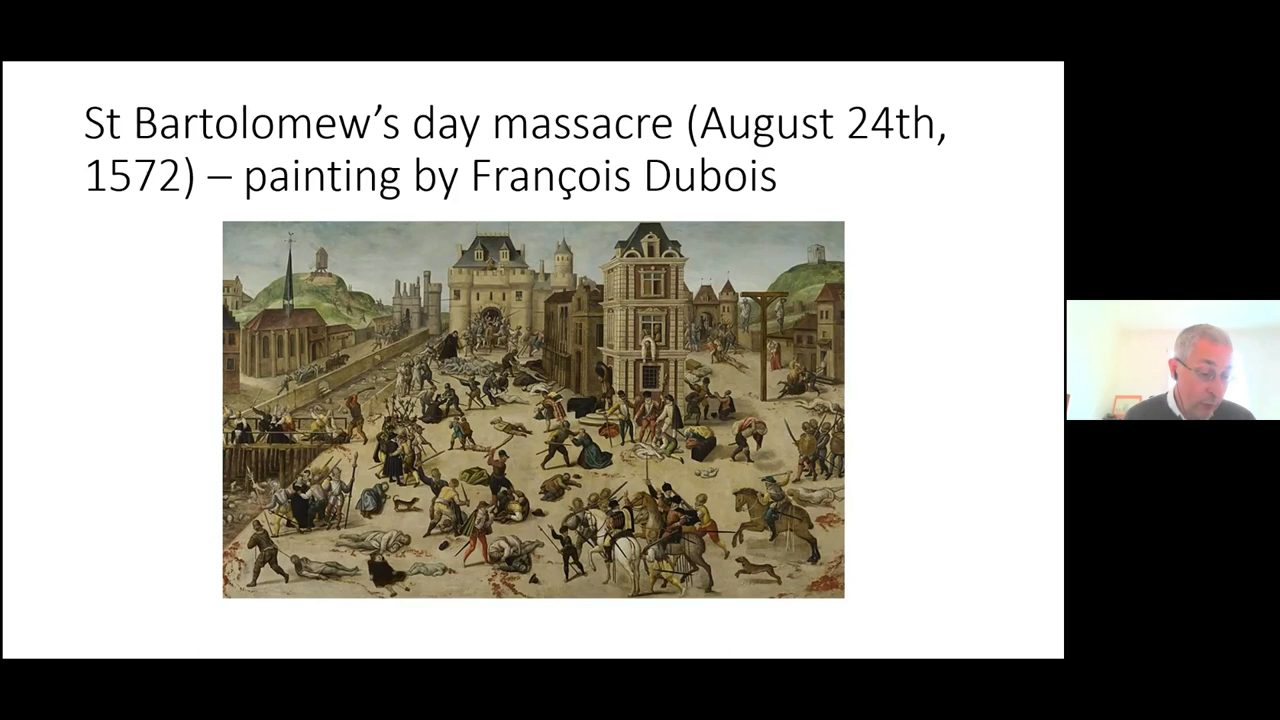 St Bartolomew’s day massacre (August 24th,
1572) – painting by François Dubois